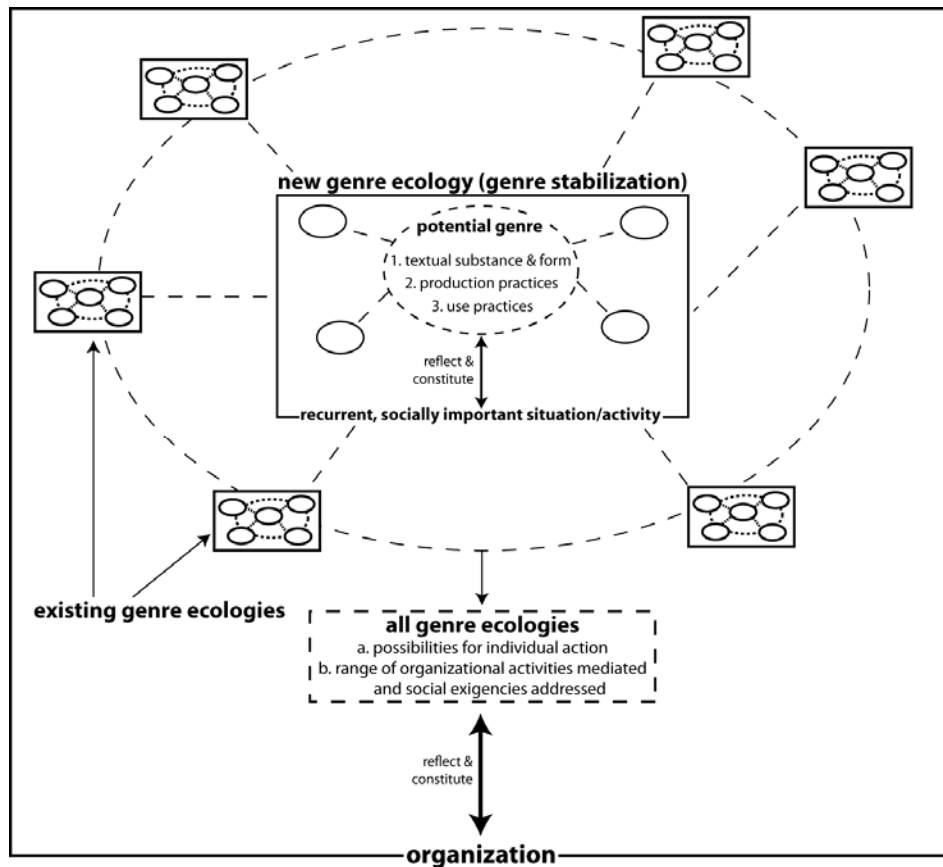 new genre ecology (genre stabilization)
potential genre
1. textual substance & form
2. production practices
3. use practices
reflect &
constitute
recurrent, socially important situation/activity
existing genre ecologies
all genre ecologies
a. possibilities for individual action
b. range of organizational activities mediated
and social exigencies addressed
reflect &
constitute
organization